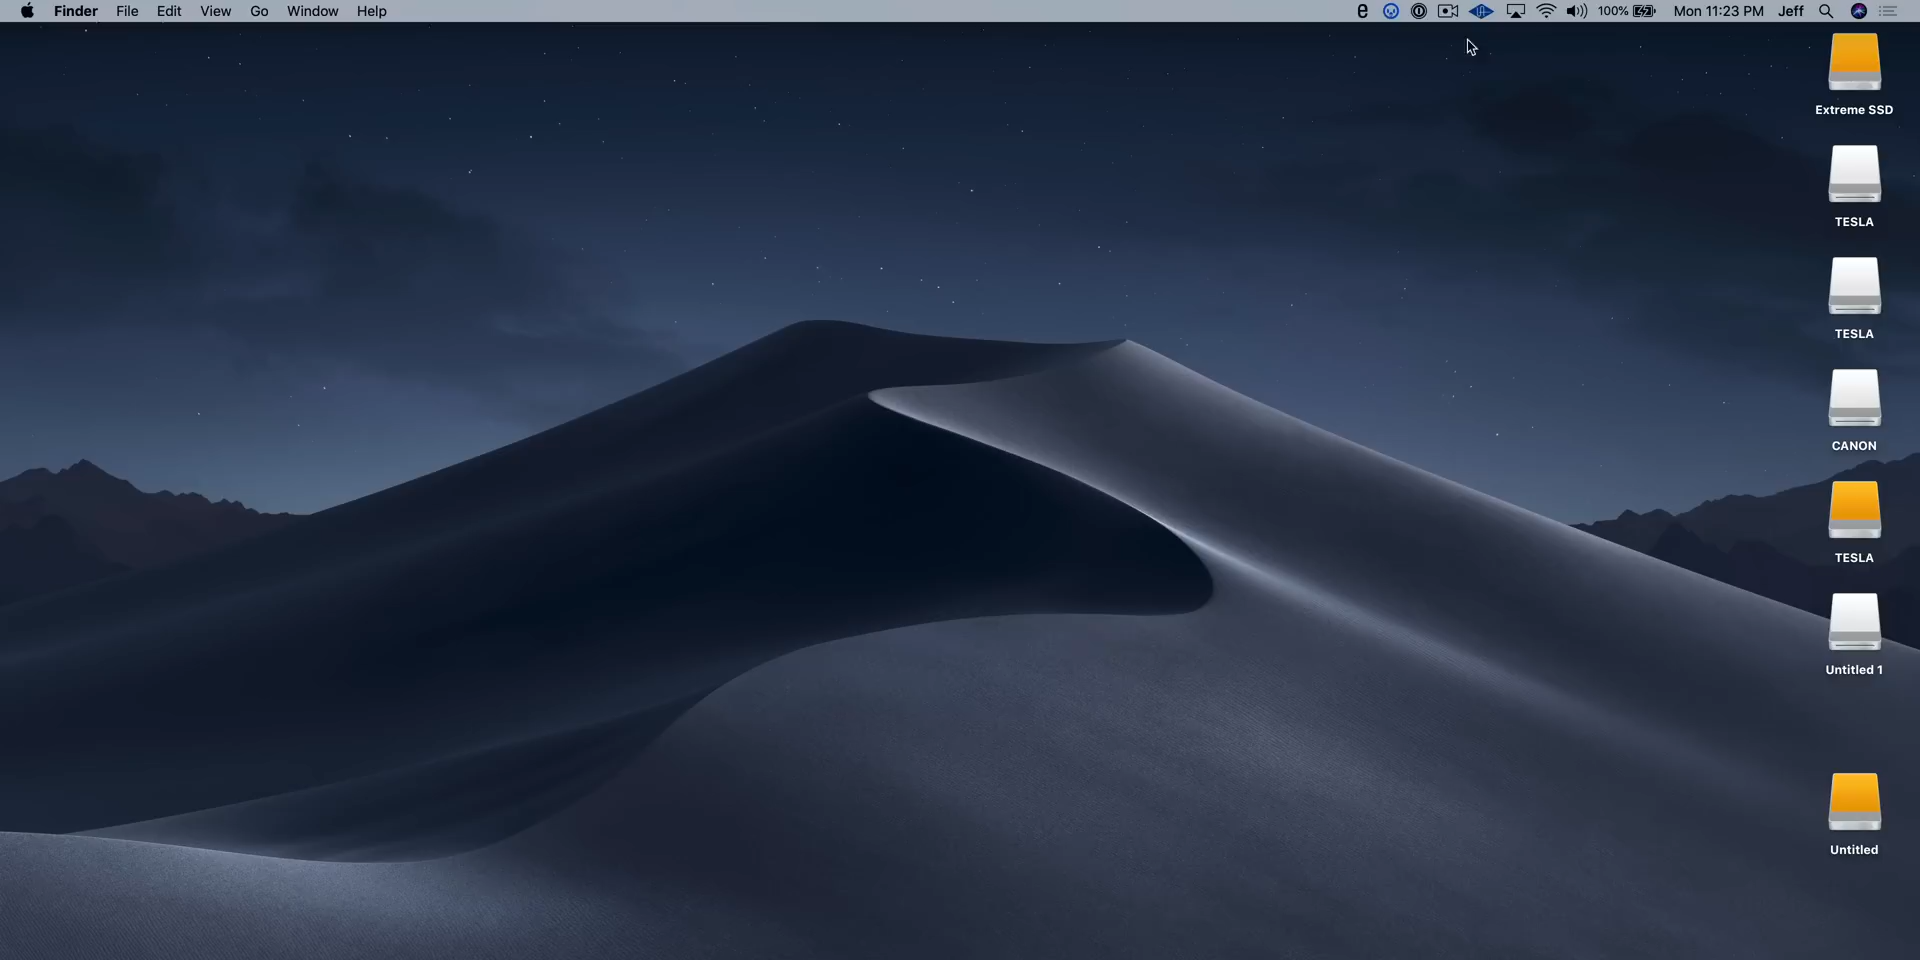 Finder File Edit View Go Window Help 100% Mon 11:23 PM Jeff
Extreme SSD
TESLA
TESLA
CANON
TESLA
Untitled 1
Untitled